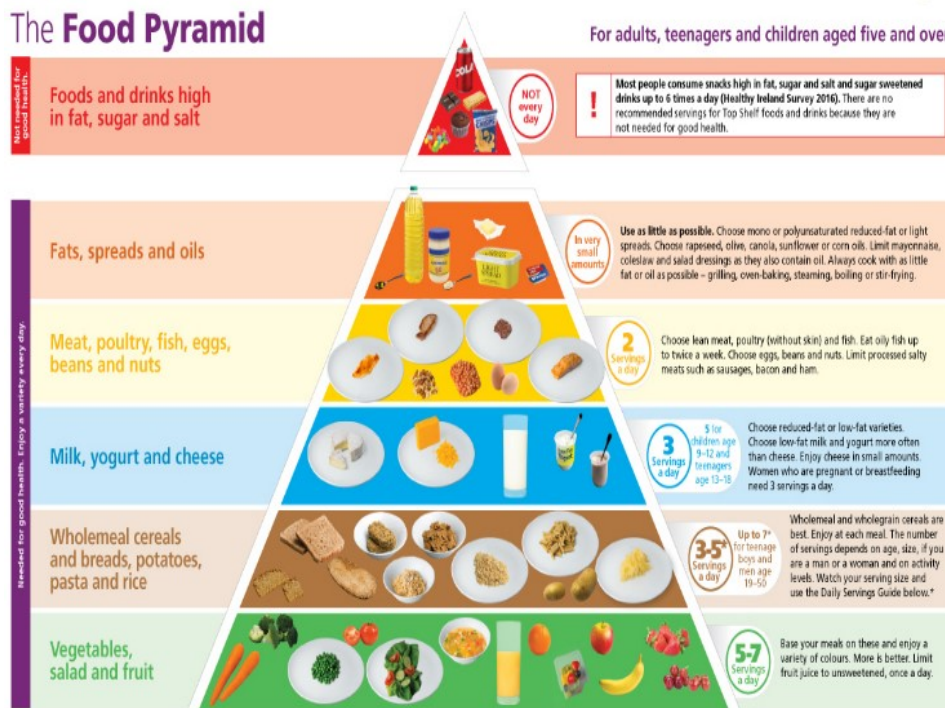 The Food Pyramid
For adults, teenagers and children aged five and over
Not needed for
good health.
Foods and drinks high
in fat, sugar and salt
COLA
NOT
every
day
!
Most people consume snacks high in fat, sugar and salt and sugar sweetened
drinks up to 6 times a day (Healthy Ireland Survey 2016). There are no
recommended servings for Top Shelf foods and drinks because they are
not needed for good health.
Needed for good health. Enjoy a variety every day.
Fats, spreads and oils
LIGHT
SPREAD
In very
small
amounts
Use as little as possible. Choose mono or polyunsaturated reduced-fat or light
spreads. Choose rapeseed, olive, canola, sunflower or corn oils. Limit mayonnaise,
coleslaw and salad dressings as they also contain oil. Always cook with as little
fat or oil as possible – grilling, oven-baking, steaming, boiling or stir-frying.
Meat, poultry, fish, eggs,
beans and nuts
2
Servings
a day
Choose lean meat, poultry (without skin) and fish. Eat oily fish up
to twice a week. Choose eggs, beans and nuts. Limit processed salty
meats such as sausages, bacon and ham.
Milk, yogurt and cheese
3
Servings
a day
5 for
children age
9–12 and
teenagers
age 13–18
Choose reduced-fat or low-fat varieties.
Choose low-fat milk and yogurt more often
than cheese. Enjoy cheese in small amounts.
Women who are pregnant or breastfeeding
need 3 servings a day.
Wholemeal cereals
and breads, potatoes,
pasta and rice
3-5*
Servings
a day
Up to 7*
for teenage
boys and
men age
19–50
Wholemeal and wholegrain cereals are
best. Enjoy at each meal. The number
of servings depends on age, size, if you
are a man or a woman and on activity
levels. Watch your serving size and
use the Daily Servings Guide below.*
Vegetables,
salad and fruit
5-7
Servings
a day
Base your meals on these and enjoy a
variety of colours. More is better. Limit
fruit juice to unsweetened, once a day.